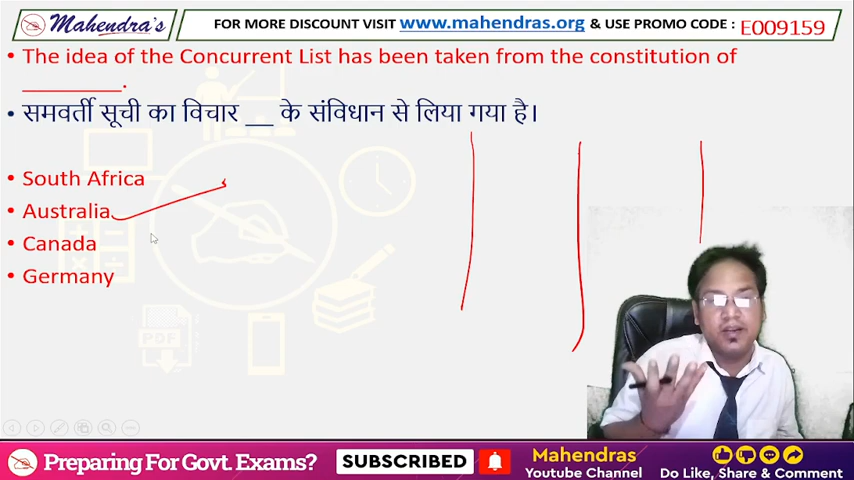 Mahendra's
FOR MORE DISCOUNT VISIT www.mahendras.org & USE PROMO CODE : E009159
• The idea of the Concurrent List has been taken from the constitution of
_________.
• समवर्ती सूची का विचार __ के संविधान से लिया गया है।
• South Africa
• Australia
• Canada
• Germany
PDF
Preparing For Govt. Exams?
SUBSCRIBED
Mahendras
Youtube Channel
Do Like, Share & Comment